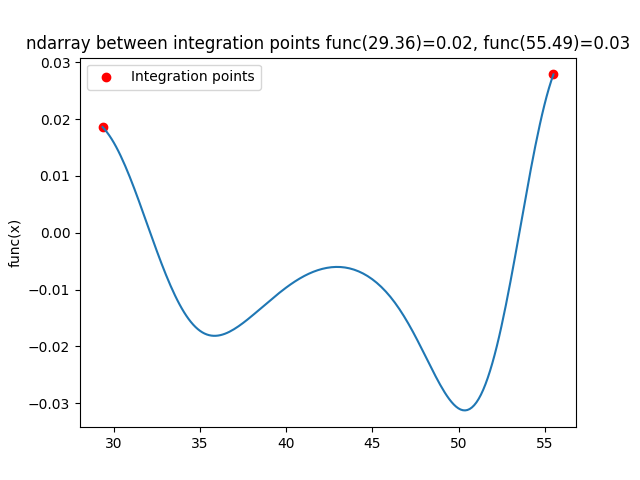 ndarray between integration points func(29.36)=0.02, func(55.49)=0.03
Integration points
func(x)
0.03
0.02
0.01
0.00
−0.01
−0.02
−0.03
30 35 40 45 50 55